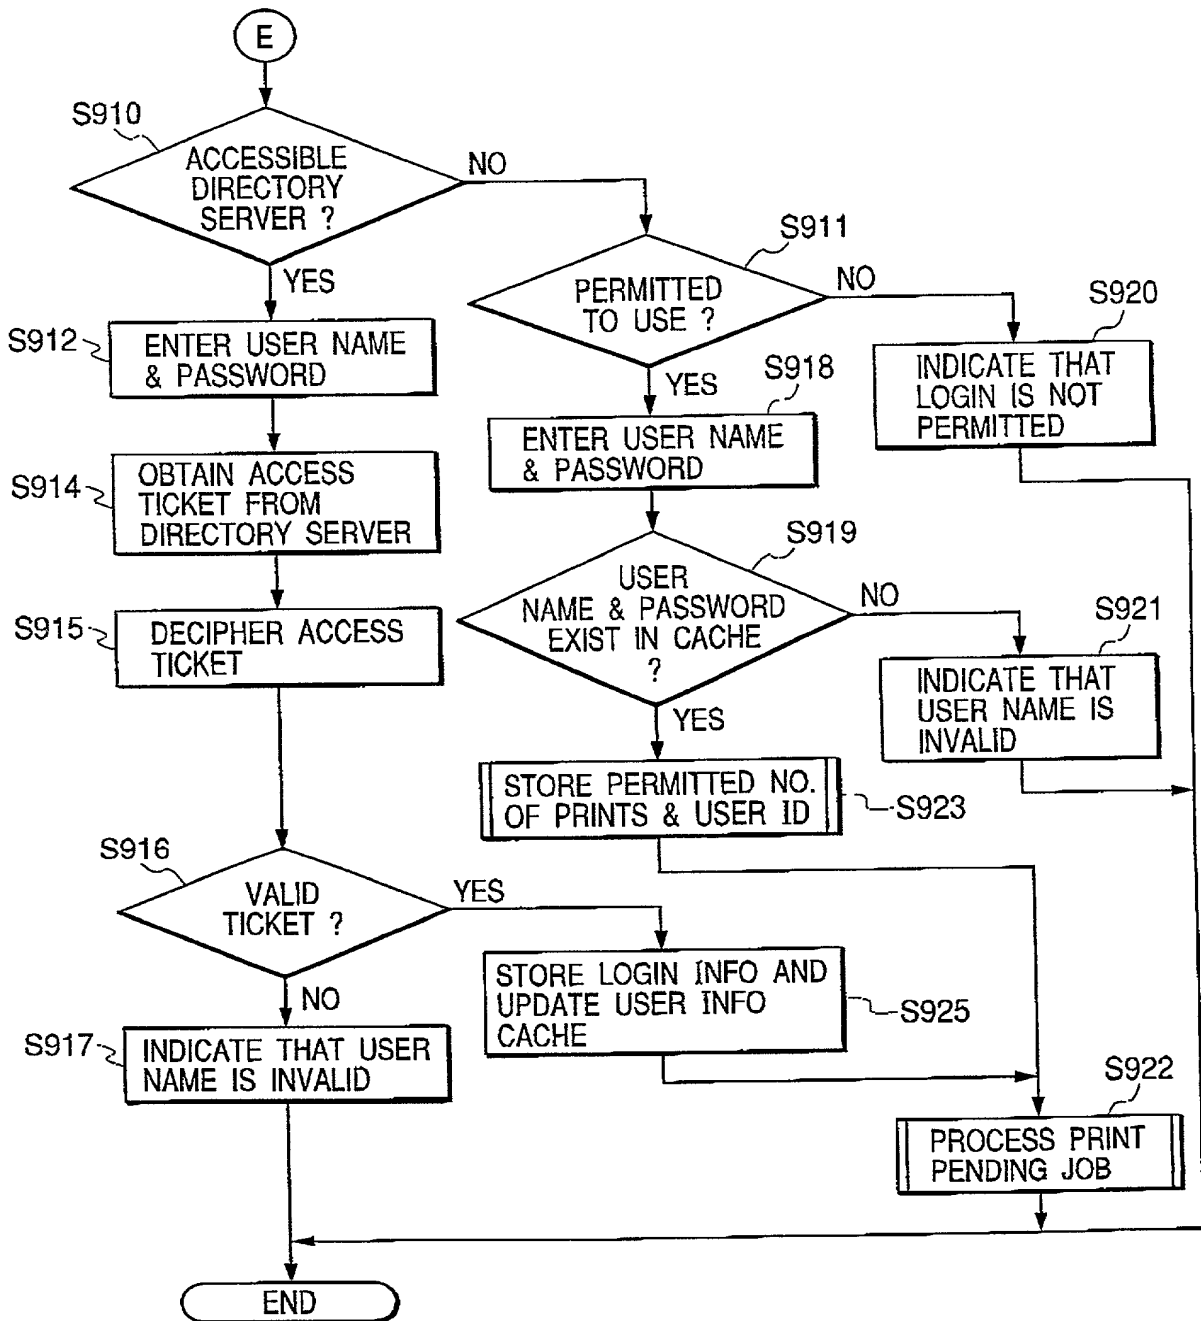 E
S910
ACCESSIBLE
DIRECTORY
SERVER ?
NO
YES
S911
PERMITTED
TO USE ?
NO
YES
S920
INDICATE THAT
LOGIN IS NOT
PERMITTED
S912
ENTER USER NAME
& PASSWORD
S918
ENTER USER NAME
& PASSWORD
S914
OBTAIN ACCESS
TICKET FROM
DIRECTORY SERVER
S919
USER
NAME & PASSWORD
EXIST IN CACHE
?
NO
YES
S921
INDICATE THAT
USER NAME IS
INVALID
S915
DECIPHER ACCESS
TICKET
STORE PERMITTED NO.
OF PRINTS & USER ID
S923
S916
VALID
TICKET ?
YES
NO
STORE LOGIN INFO AND
UPDATE USER INFO
CACHE
S925
S917
INDICATE THAT USER
NAME IS INVALID
S922
PROCESS PRINT
PENDING JOB
END